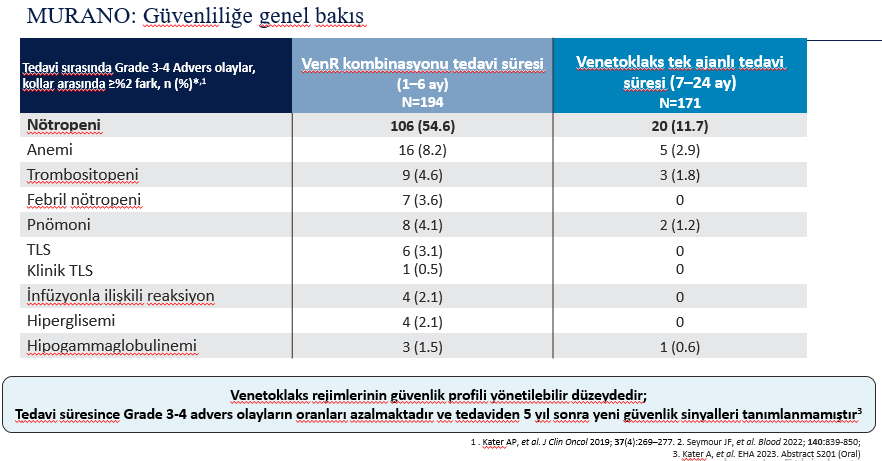 MURANO: Güvenliliğe genel bakış
Tedavi sırasında Grade 3-4 Advers olaylar,
kollar arasında ≥%2 fark, n (%)*,1
VenR kombinasyonu tedavi süresi
(1–6 ay)
N=194
Venetoklaks tek ajanlı tedavi
süresi (7–24 ay)
N=171
Nötropeni 106 (54.6) 20 (11.7)
Anemi 16 (8.2) 5 (2.9)
Trombositopeni 9 (4.6) 3 (1.8)
Febril nötropeni 7 (3.6) 0
Pnömoni 8 (4.1) 2 (1.2)
TLS 6 (3.1) 0
Klinik TLS 1 (0.5) 0
İnfüzyonla ilişkili reaksiyon 4 (2.1) 0
Hiperglisemi 4 (2.1) 0
Hipogammaglobulinemi 3 (1.5) 1 (0.6)
Venetoklaks rejimlerinin güvenlik profili yönetilebilir düzeydedir;
Tedavi süresince Grade 3-4 advers olayların oranları azalmaktadır ve tedaviden 5 yıl sonra yeni güvenlik sinyalleri tanımlanmamıştır3
1 . Kater AP, et al. J Clin Oncol 2019; 37(4):269–277. 2. Seymour JF, et al. Blood 2022; 140:839-850;
3. Kater A, et al. EHA 2023. Abstract S201 (Oral)